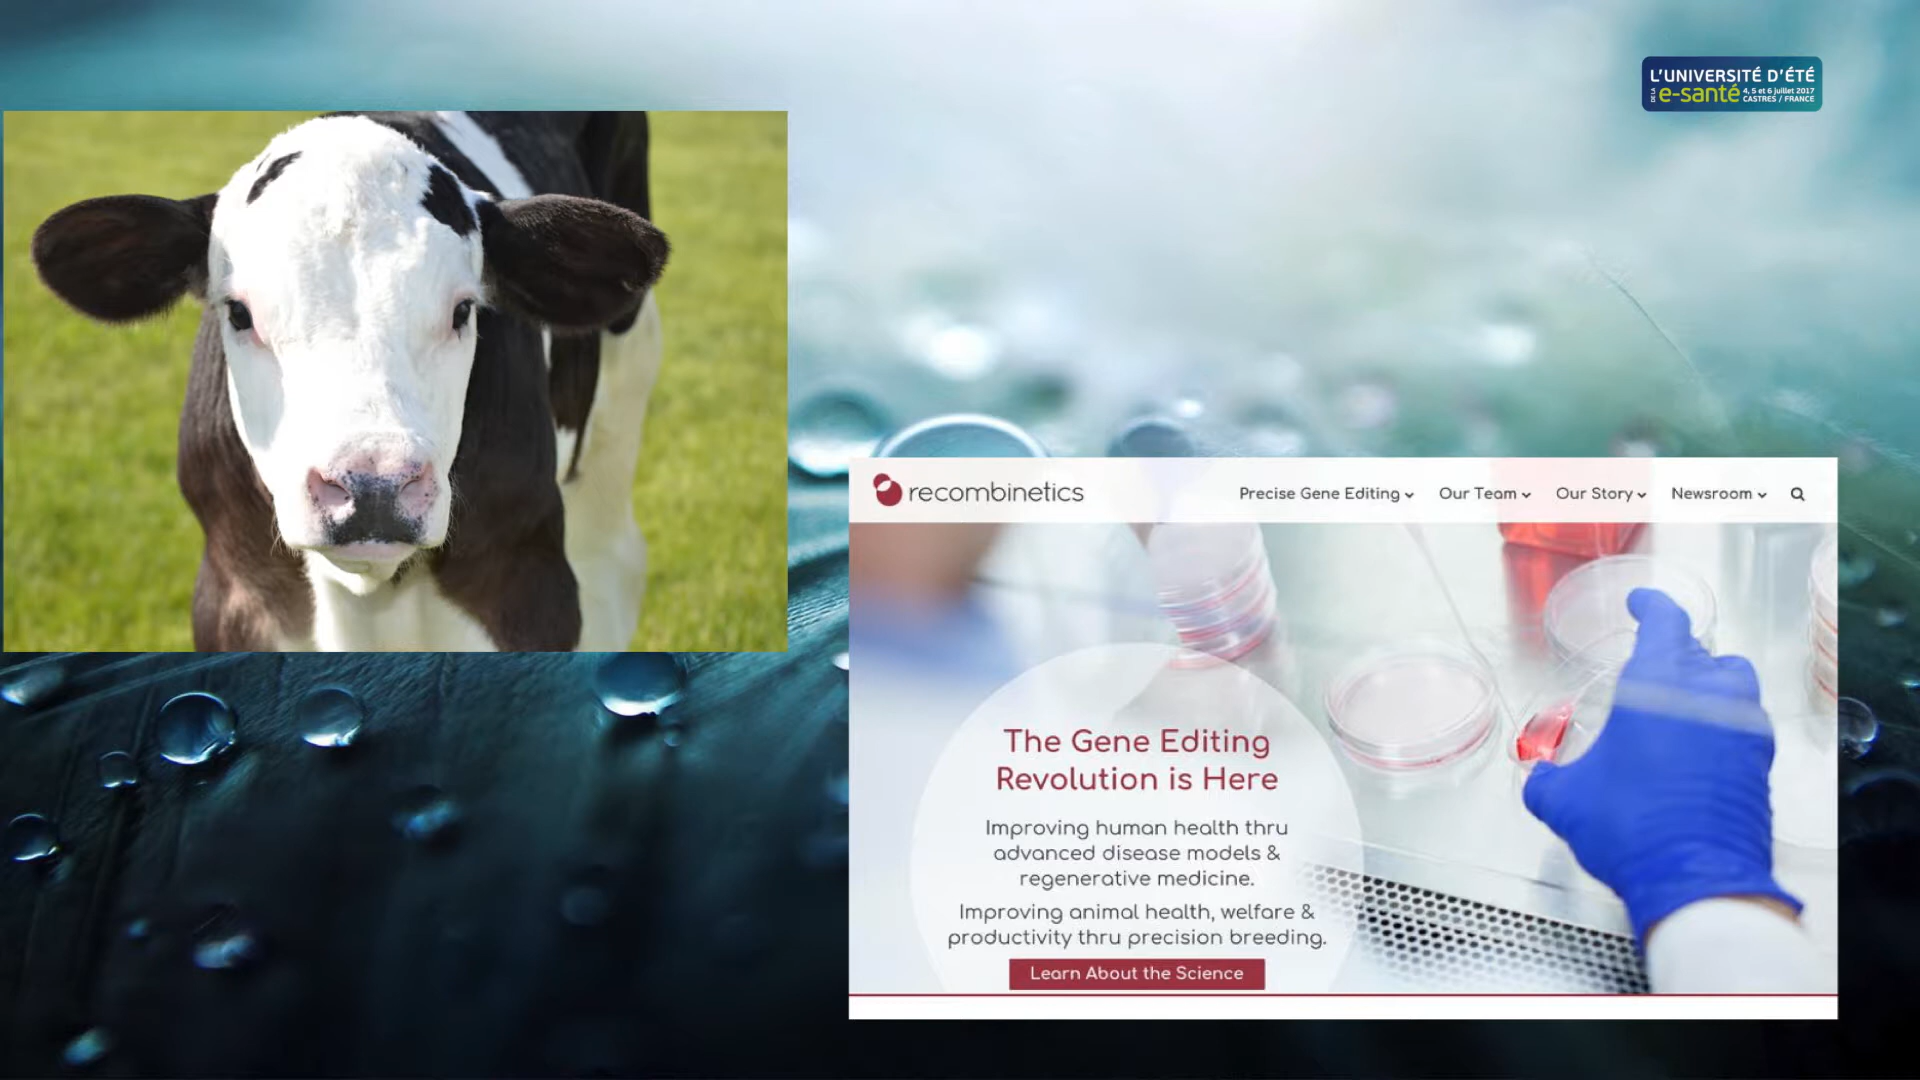 L'UNIVERSITÉ D'ÉTÉ
DE LA e-santé 4, 5 et 6 juillet 2017
CASTRES / FRANCE
recombinetics
Precise Gene Editing Our Team Our Story Newsroom
The Gene Editing
Revolution is Here
Improving human health thru
advanced disease models &
regenerative medicine.
Improving animal health, welfare &
productivity thru precision breeding.
Learn About the Science